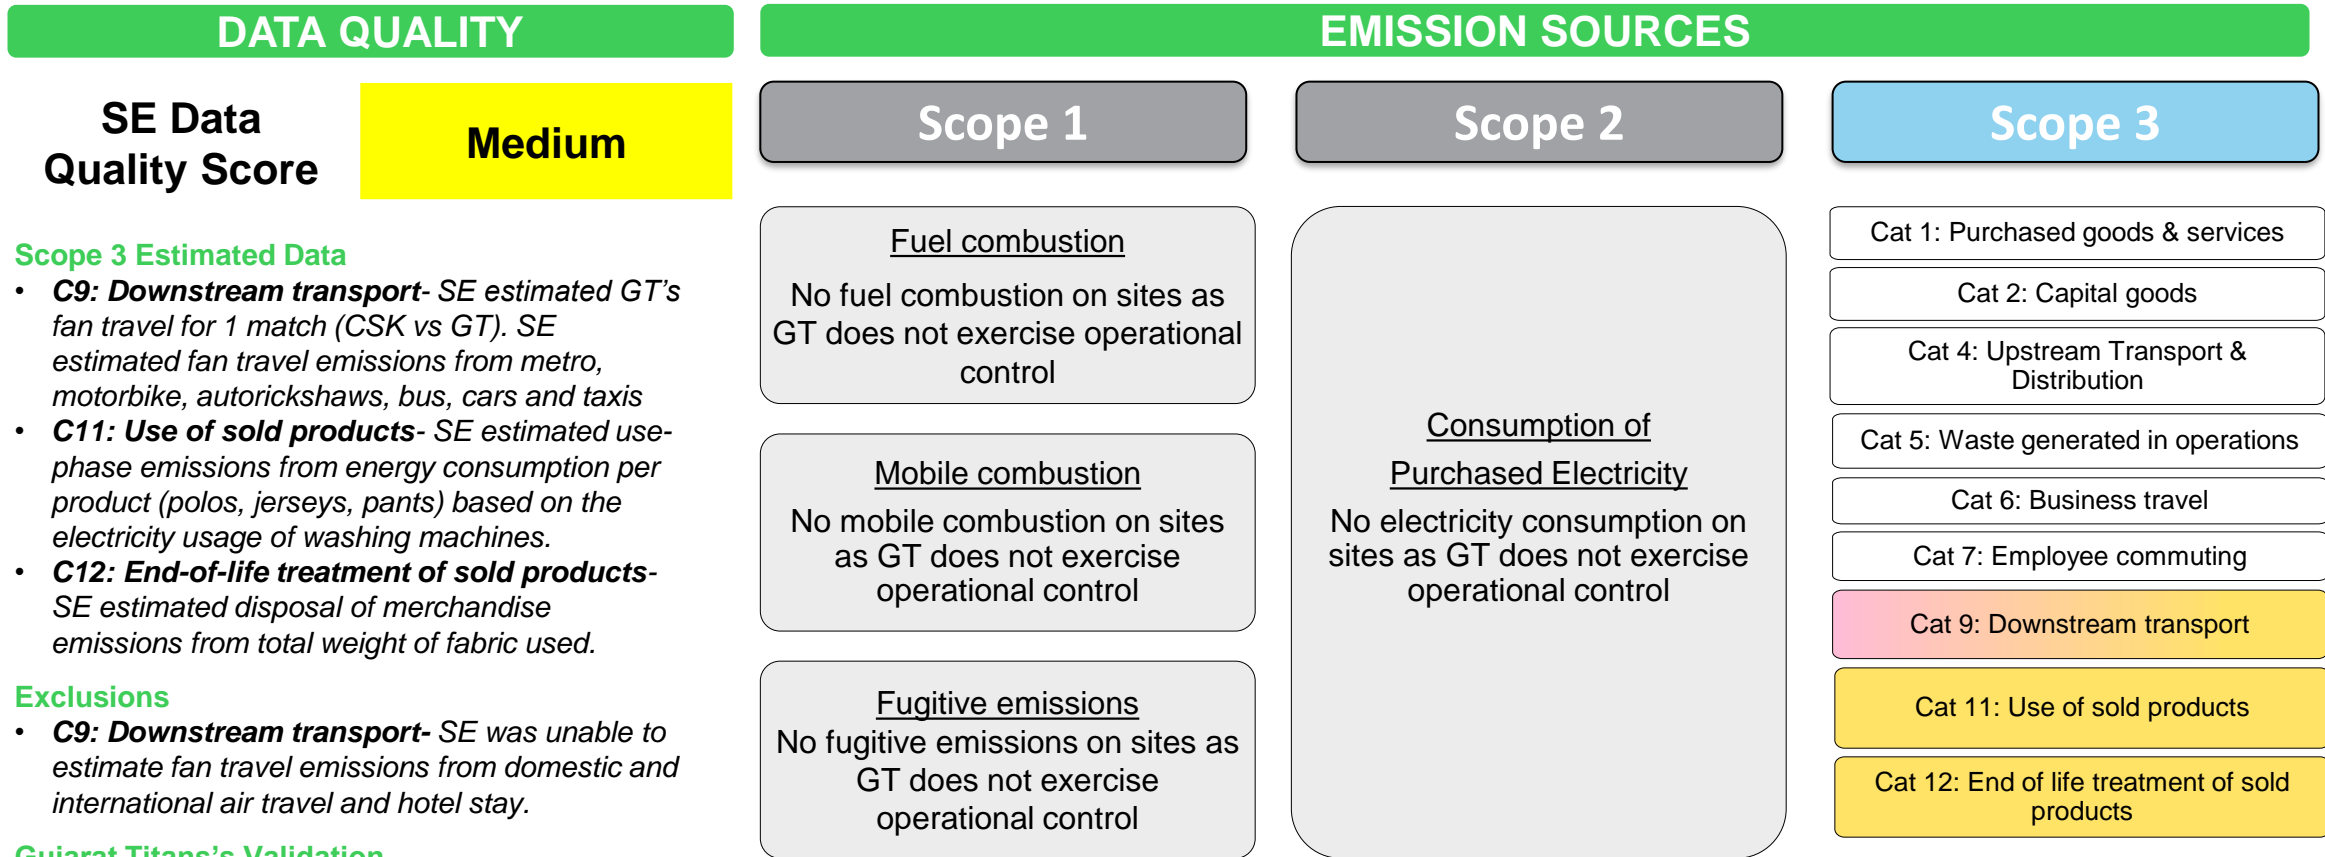 DATA QUALITY
SE Data
Quality Score
Medium
Scope 3 Estimated Data
• C9: Downstream transport- SE estimated GT’s
fan travel for 1 match (CSK vs GT). SE
estimated fan travel emissions from metro,
motorbike, autorickshaws, bus, cars and taxis
• C11: Use of sold products- SE estimated use-
phase emissions from energy consumption per
product (polos, jerseys, pants) based on the
electricity usage of washing machines.
• C12: End-of-life treatment of sold products-
SE estimated disposal of merchandise
emissions from total weight of fabric used.
Exclusions
• C9: Downstream transport- SE was unable to
estimate fan travel emissions from domestic and
international air travel and hotel stay.
Gujarat Titans's Validation
EMISSION SOURCES
Scope 1
Fuel combustion
No fuel combustion on sites as
GT does not exercise operational
control
Mobile combustion
No mobile combustion on sites
as GT does not exercise
operational control
Fugitive emissions
No fugitive emissions on sites as
GT does not exercise
operational control
Scope 2
Consumption of
Purchased Electricity
No electricity consumption on
sites as GT does not exercise
operational control
Scope 3
Cat 1: Purchased goods & services
Cat 2: Capital goods
Cat 4: Upstream Transport &
Distribution
Cat 5: Waste generated in operations
Cat 6: Business travel
Cat 7: Employee commuting
Cat 9: Downstream transport
Cat 11: Use of sold products
Cat 12: End of life treatment of sold
products